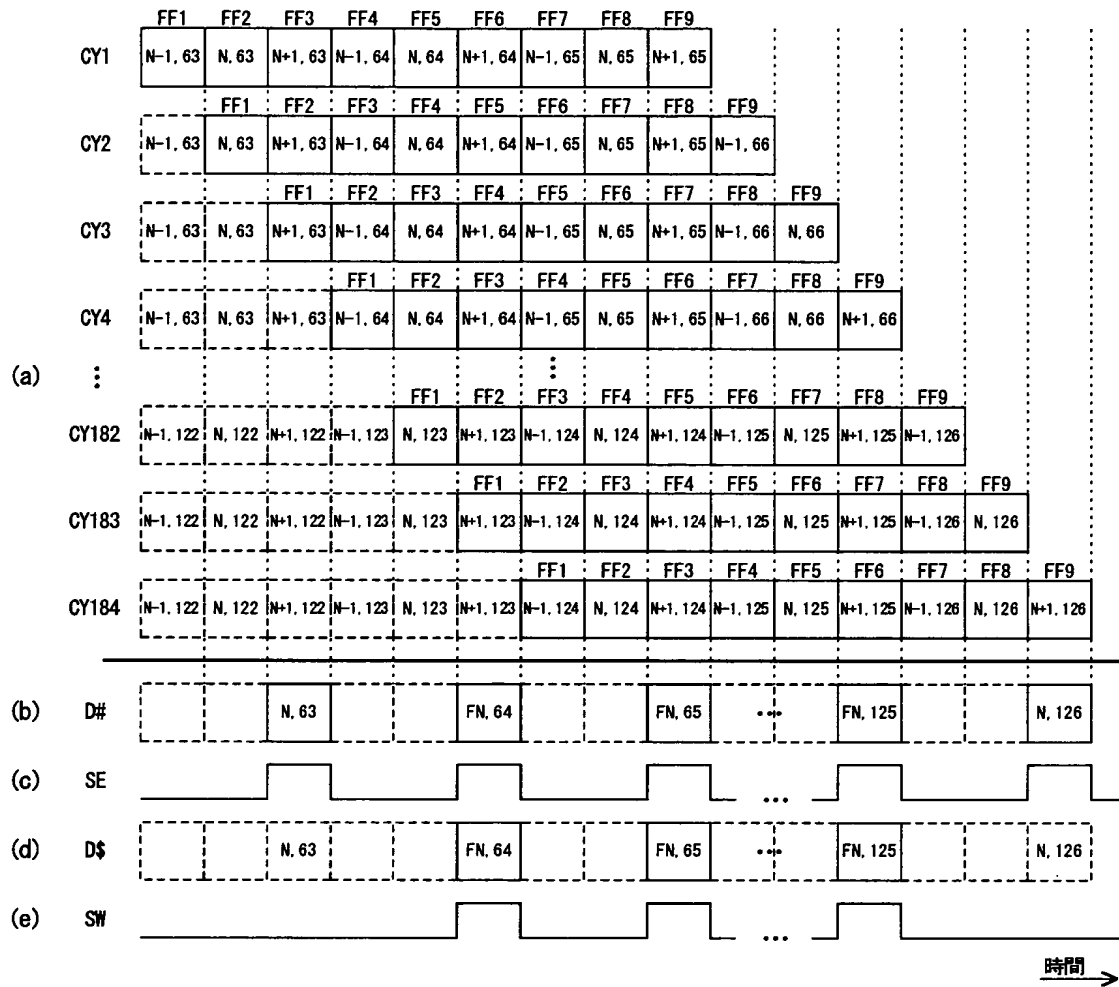 FF1 FF2 FF3 FF4 FF5 FF6 FF7 FF8 FF9
CY1 N-1, 63 N, 63 N+1, 63 N-1, 64 N, 64 N+1, 64 N-1, 65 N, 65 N+1, 65
FF1 FF2 FF3 FF4 FF5 FF6 FF7 FF8 FF9
CY2 N-1, 63 N, 63 N+1, 63 N-1, 64 N, 64 N+1, 64 N-1, 65 N, 65 N+1, 65 N-1, 66
FF1 FF2 FF3 FF4 FF5 FF6 FF7 FF8 FF9
CY3 N-1, 63 N, 63 N+1, 63 N-1, 64 N, 64 N+1, 64 N-1, 65 N, 65 N+1, 65 N-1, 66 N, 66
FF1 FF2 FF3 FF4 FF5 FF6 FF7 FF8 FF9
CY4 N-1, 63 N, 63 N+1, 63 N-1, 64 N, 64 N+1, 64 N-1, 65 N, 65 N+1, 65 N-1, 66 N, 66 N+1, 66
(a) ⋮ ⋮
FF1 FF2 FF3 FF4 FF5 FF6 FF7 FF8 FF9
CY182 N-1, 122 N, 122 N+1, 122 N-1, 123 N, 123 N+1, 123 N-1, 124 N, 124 N+1, 124 N-1, 125 N, 125 N+1, 125 N-1, 126
FF1 FF2 FF3 FF4 FF5 FF6 FF7 FF8 FF9
CY183 N-1, 122 N, 122 N+1, 122 N-1, 123 N, 123 N+1, 123 N-1, 124 N, 124 N+1, 124 N-1, 125 N, 125 N+1, 125 N-1, 126 N, 126
FF1 FF2 FF3 FF4 FF5 FF6 FF7 FF8 FF9
CY184 N-1, 122 N, 122 N+1, 122 N-1, 123 N, 123 N+1, 123 N-1, 124 N, 124 N+1, 124 N-1, 125 N, 125 N+1, 125 N-1, 126 N, 126 N+1, 126
(b) D# N, 63 FN, 64 FN, 65 … FN, 125 N, 126
(c) SE …
(d) D$ N, 63 FN, 64 FN, 65 … FN, 125 N, 126
(e) SW …
時間